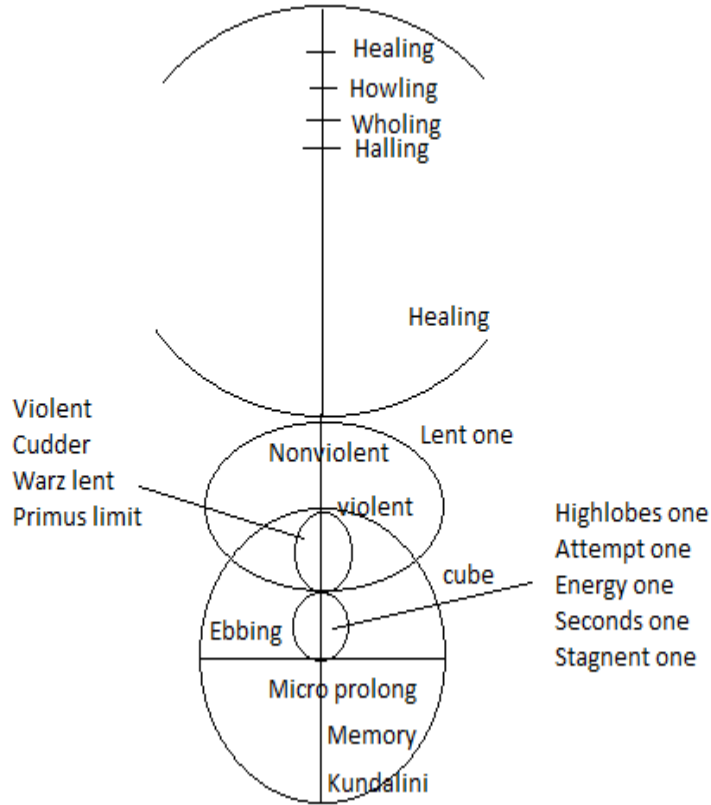 Healing
Howling
Wholing
Halling
Healing
Violent
Cudder
Warz lent
Primus limit
Lent one
Nonviolent
violent
Highlobes one
Attempt one
Energy one
Seconds one
Stagnent one
cube
Ebbing
Micro prolong
Memory
Kundalini